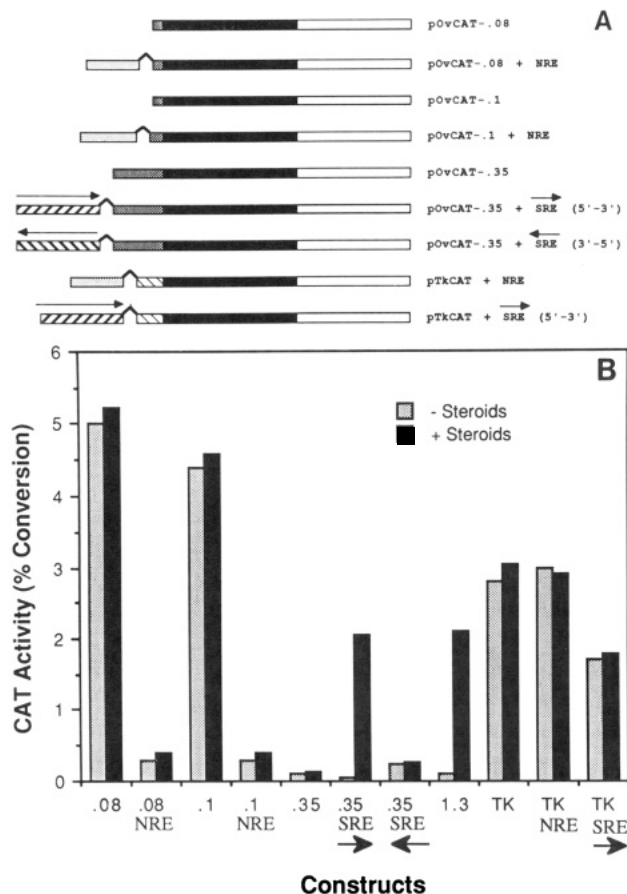 A
pOvCAT-.08
pOvCAT-.08 + NRE
pOvCAT-.1
pOvCAT-.1 + NRE
pOvCAT-.35
pOvCAT-.35 + SRE (5'-3')
pOvCAT-.35 + SRE (3'-5')
pTkCAT + NRE
pTkCAT + SRE (5'-3')
B
- Steroids
+ Steroids
CAT Activity (% Conversion)
6
5
4
3
2
1
0
.08 .08 .1 .1 .35 .35 .35 1.3 TK TK TK
NRE NRE SRE SRE NRE SRE
Constructs